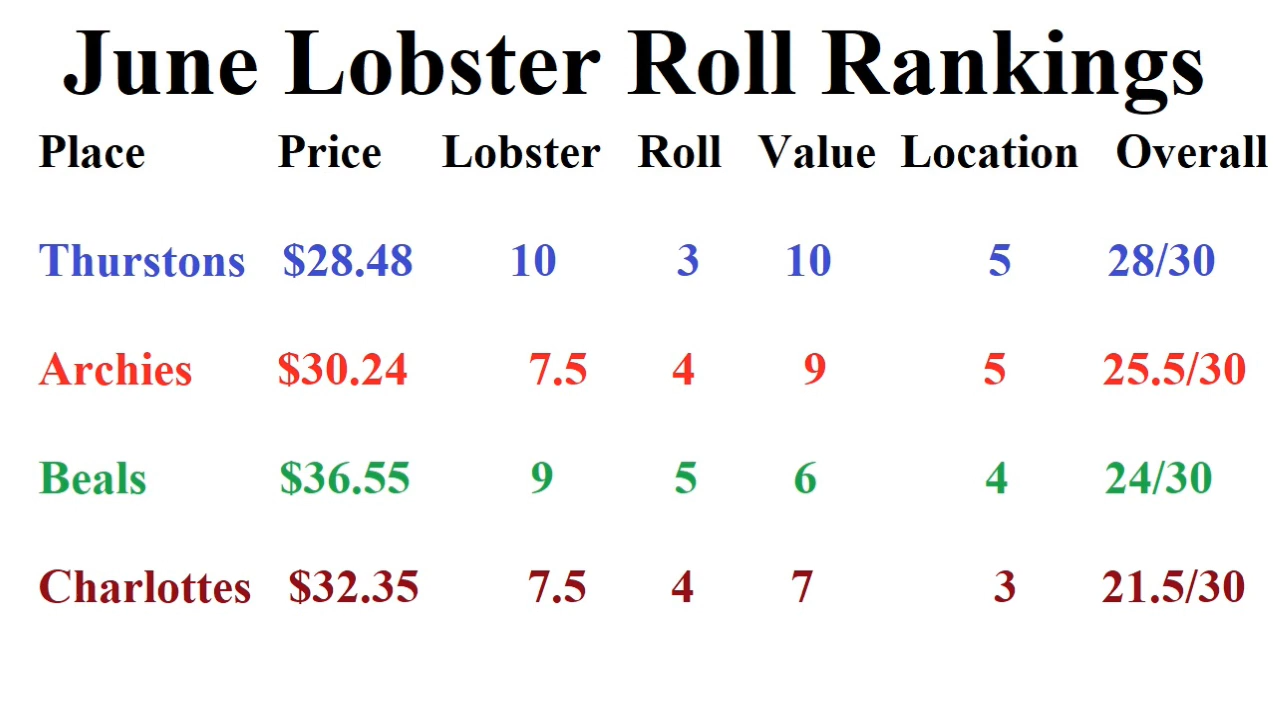 June Lobster Roll Rankings
Place Price Lobster Roll Value Location Overall
Thurstons $28.48 10 3 10 5 28/30
Archies $30.24 7.5 4 9 5 25.5/30
Beals $36.55 9 5 6 4 24/30
Charlottes $32.35 7.5 4 7 3 21.5/30